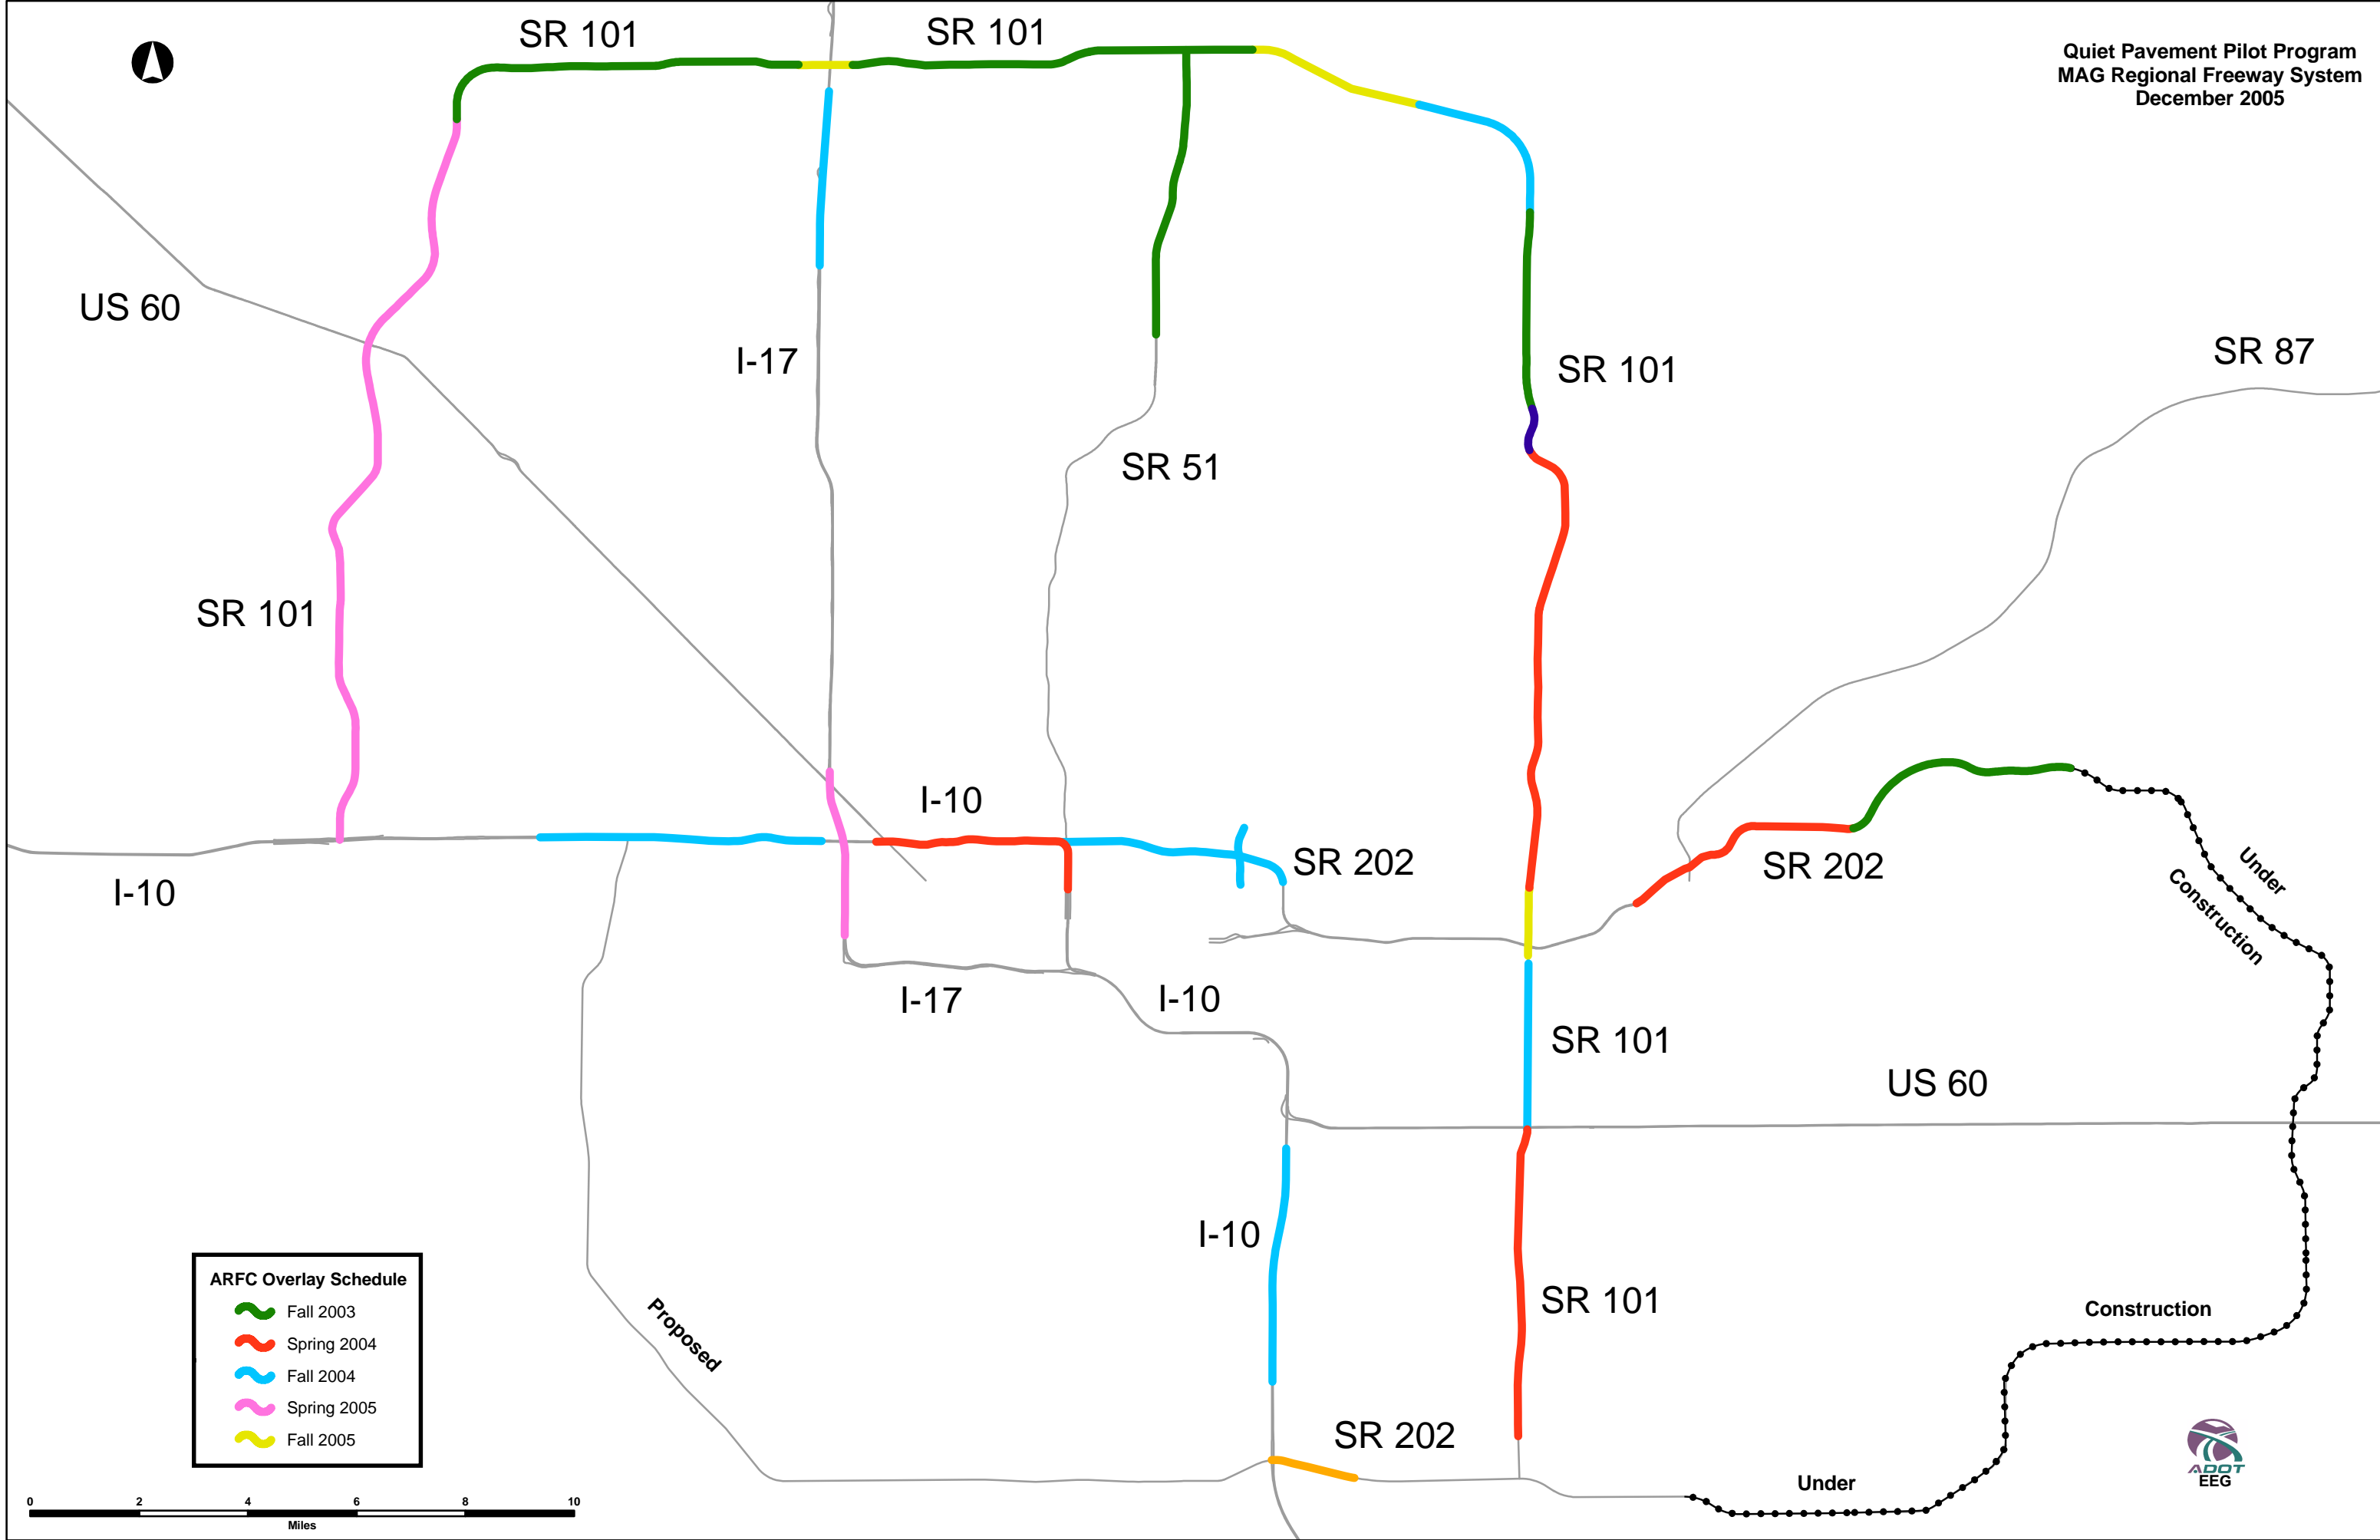 SR 101
SR 101
Quiet Pavement Pilot Program
MAG Regional Freeway System
December 2005
US 60
I-17
SR 101
SR 87
SR 51
SR 101
I-10
SR 202
SR 202
I-10
Under
Construction
I-17
I-10
SR 101
US 60
I-10
ARFC Overlay Schedule
Fall 2003
Spring 2004
Fall 2004
Spring 2005
Fall 2005
Proposed
SR 101
Construction
SR 202
Under
ADOT
EEG
0 2 4 6 8 10
Miles